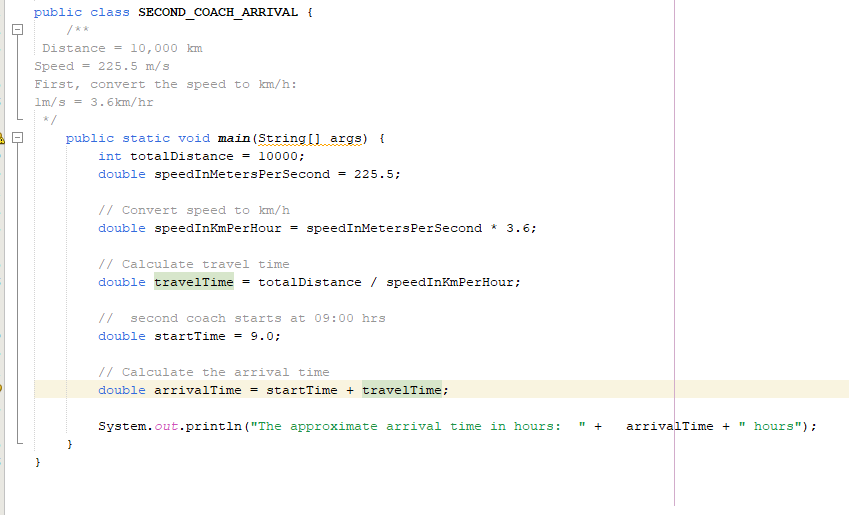 public class SECOND_COACH_ARRIVAL {
/**
Distance = 10,000 km
Speed = 225.5 m/s
First, convert the speed to km/h:
1m/s = 3.6km/hr
*/
public static void main(String[] args) {
int totalDistance = 10000;
double speedInMetersPerSecond = 225.5;
// Convert speed to km/h
double speedInKmPerHour = speedInMetersPerSecond * 3.6;
// Calculate travel time
double travelTime = totalDistance / speedInKmPerHour;
//  second coach starts at 09:00 hrs
double startTime = 9.0;
// Calculate the arrival time
double arrivalTime = startTime + travelTime;
System.out.println("The approximate arrival time in hours:  " +   arrivalTime + " hours");
}
}